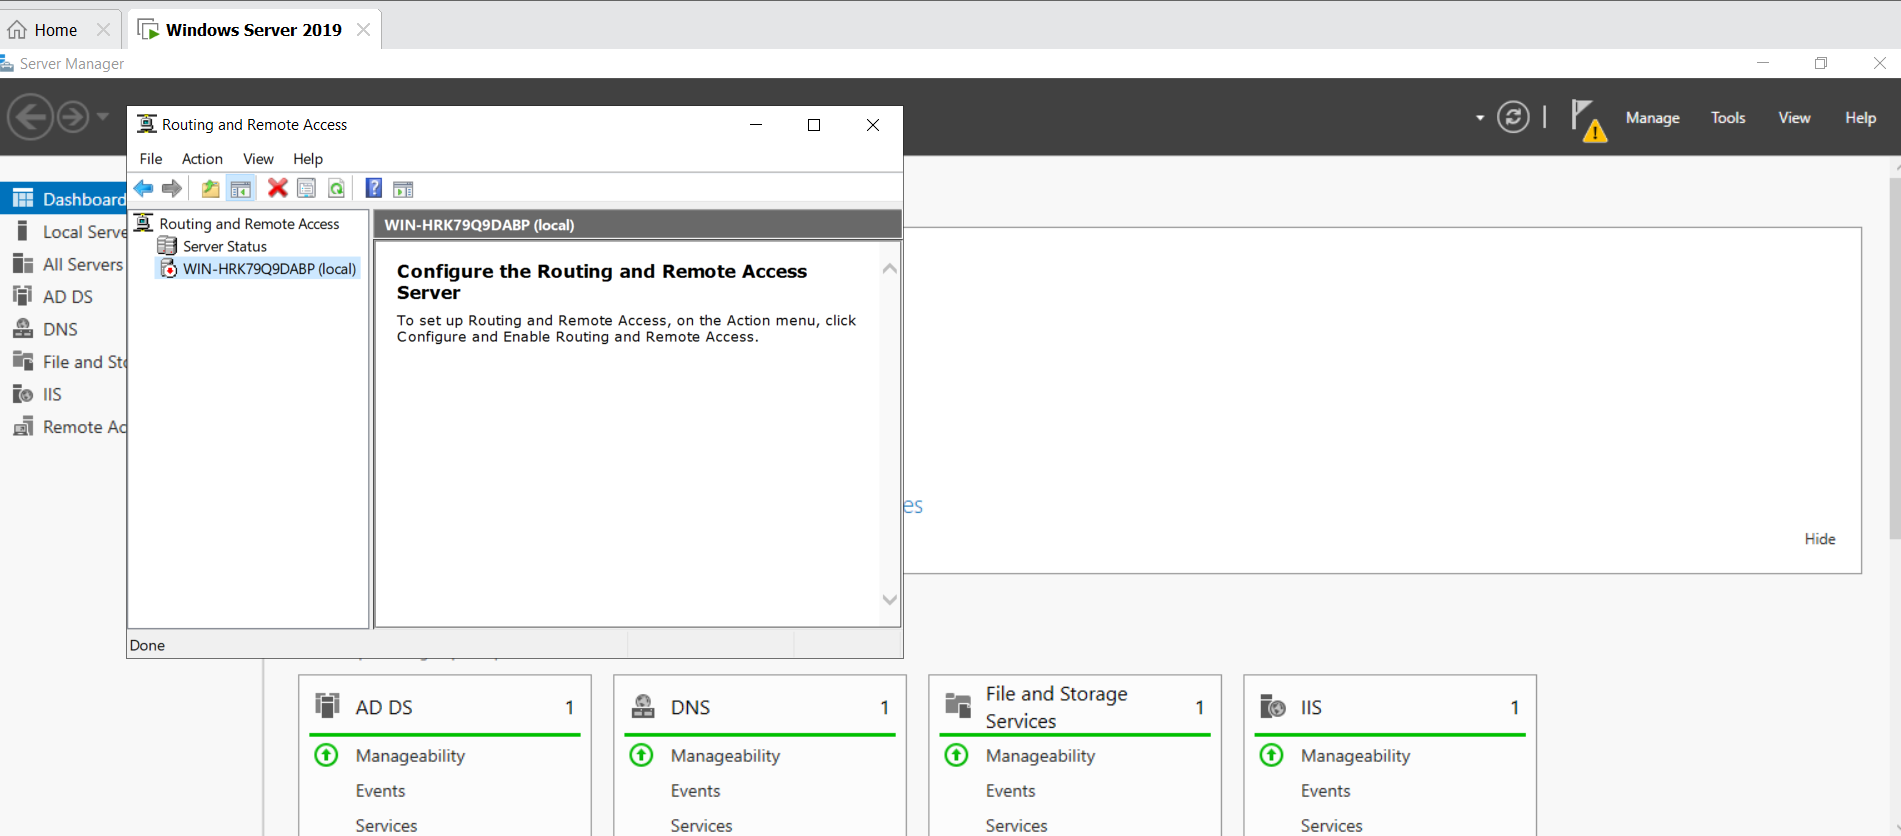 Home
Windows Server 2019
Server Manager
Manage
Tools
View
Help
Routing and Remote Access
File
Action
View
Help
Dashboard
Local Serve
All Servers
AD DS
DNS
File and Sto
IIS
Remote Ac
Routing and Remote Access
Server Status
WIN-HRK79Q9DABP (local)
WIN-HRK79Q9DABP (local)
Configure the Routing and Remote Access
Server
To set up Routing and Remote Access, on the Action menu, click
Configure and Enable Routing and Remote Access.
es
Hide
Done
AD DS 1
Manageability
Events
Services
DNS 1
Manageability
Events
Services
File and Storage
Services 1
Manageability
Events
Services
IIS 1
Manageability
Events
Services